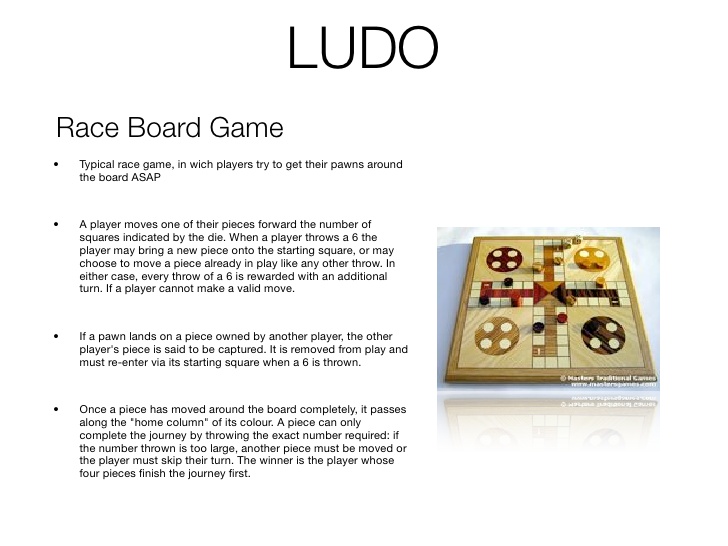 LUDO
Race Board Game
• Typical race game, in wich players try to get their pawns around
the board ASAP
• A player moves one of their pieces forward the number of
squares indicated by the die. When a player throws a 6 the
player may bring a new piece onto the starting square, or may
choose to move a piece already in play like any other throw. In
either case, every throw of a 6 is rewarded with an additional
turn. If a player cannot make a valid move.
• If a pawn lands on a piece owned by another player, the other
player's piece is said to be captured. It is removed from play and
must re-enter via its starting square when a 6 is thrown.
• Once a piece has moved around the board completely, it passes
along the "home column" of its colour. A piece can only
complete the journey by throwing the exact number required: if
the number thrown is too large, another piece must be moved or
the player must skip their turn. The winner is the player whose
four pieces finish the journey first.
© Masters Traditional Games
www.mastersgames.com